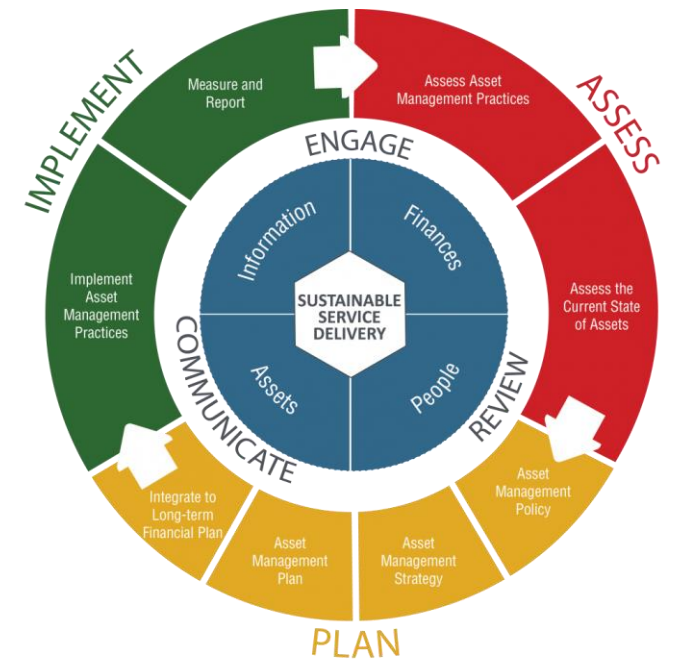 IMPLEMENT
Measure and
Report
Assess Asset
Management Practices
ASSESS
ENGAGE
Information
Finances
Implement
Asset
Management
Practices
SUSTAINABLE
SERVICE
DELIVERY
Assess the
Current State
of Assets
COMMUNICATE
Assets
People
REVIEW
Integrate to
Long-term
Financial Plan
Asset
Management
Plan
Asset
Management
Strategy
Asset
Management
Policy
PLAN